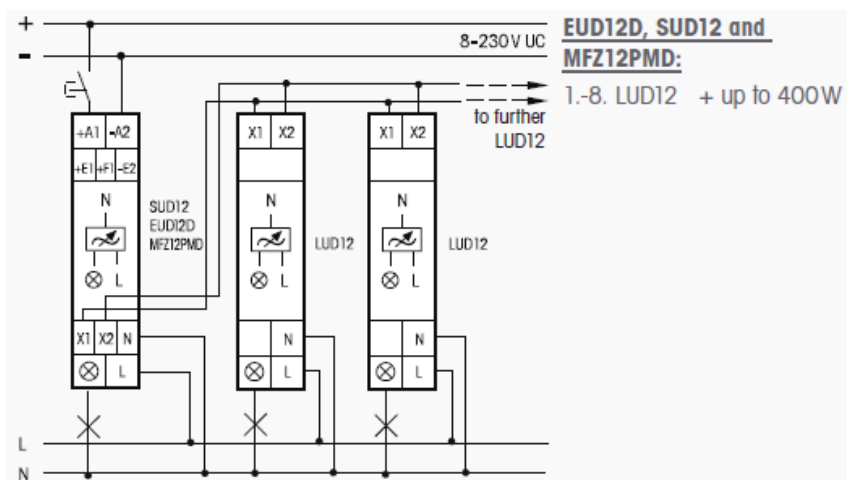 +
8-230 V UC
EUD12D, SUD12 and
MFZ12PMD:
1.-8. LUD12 + up to 400W
-
to further
LUD12
+A1 -A2
X1 X2
X1 X2
+E1 +F1 -E2
N
SUD12
EUD12D
MFZ12PMD
L
N
LUD12
L
N
LUD12
L
X1 X2 N
N
N
L
L
L
L
N